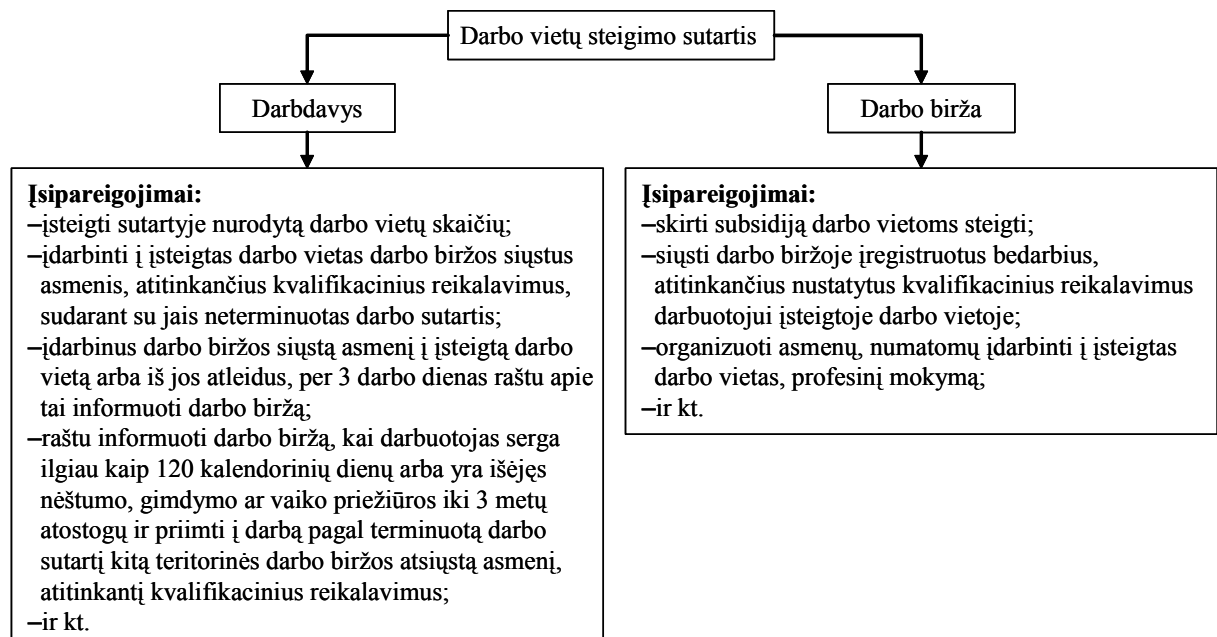 Darbo vietų steigimo sutartis
Darbdavys
Darbo birža
Įsipareigojimai:
–įsteigti sutartyje nurodytą darbo vietų skaičių;
–įdarbinti į įsteigtas darbo vietas darbo biržos siųstus
asmenis, atitinkančius kvalifikacinius reikalavimus,
sudarant su jais neterminuotas darbo sutartis;
–įdarbinus darbo biržos siųstą asmenį į įsteigtą darbo
vietą arba iš jos atleidus, per 3 darbo dienas raštu apie
tai informuoti darbo biržą;
–raštu informuoti darbo biržą, kai darbuotojas serga
ilgiau kaip 120 kalendorinių dienų arba yra išėjęs
nėštumo, gimdymo ar vaiko priežiūros iki 3 metų
atostogų ir priimti į darbą pagal terminuotą darbo
sutartį kitą teritorinės darbo biržos atsiųstą asmenį,
atitinkantį kvalifikacinius reikalavimus;
–ir kt.
Įsipareigojimai:
–skirti subsidiją darbo vietoms steigti;
–siųsti darbo biržoje įregistruotus bedarbius,
atitinkančius nustatytus kvalifikacinius reikalavimus
darbuotojui įsteigtoje darbo vietoje;
–organizuoti asmenų, numatomų įdarbinti į įsteigtas
darbo vietas, profesinį mokymą;
–ir kt.